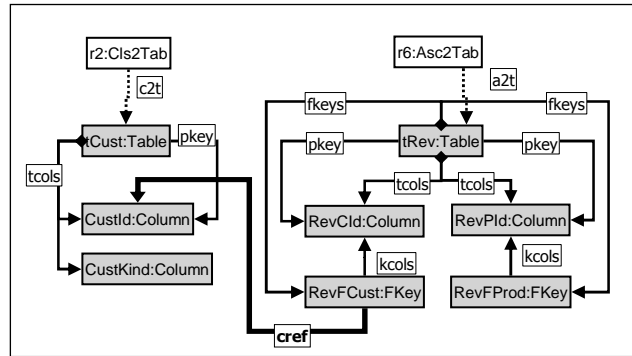 r2:Cls2Tab
r6:Asc2Tab
c2t
a2t
fkeys
fkeys
tCust:Table
pkey
pkey
tRev:Table
pkey
tcols
tcols
tcols
CustId:Column
RevCId:Column
RevPId:Column
CustKind:Column
kcols
kcols
RevFCust:FKey
RevFProd:FKey
cref